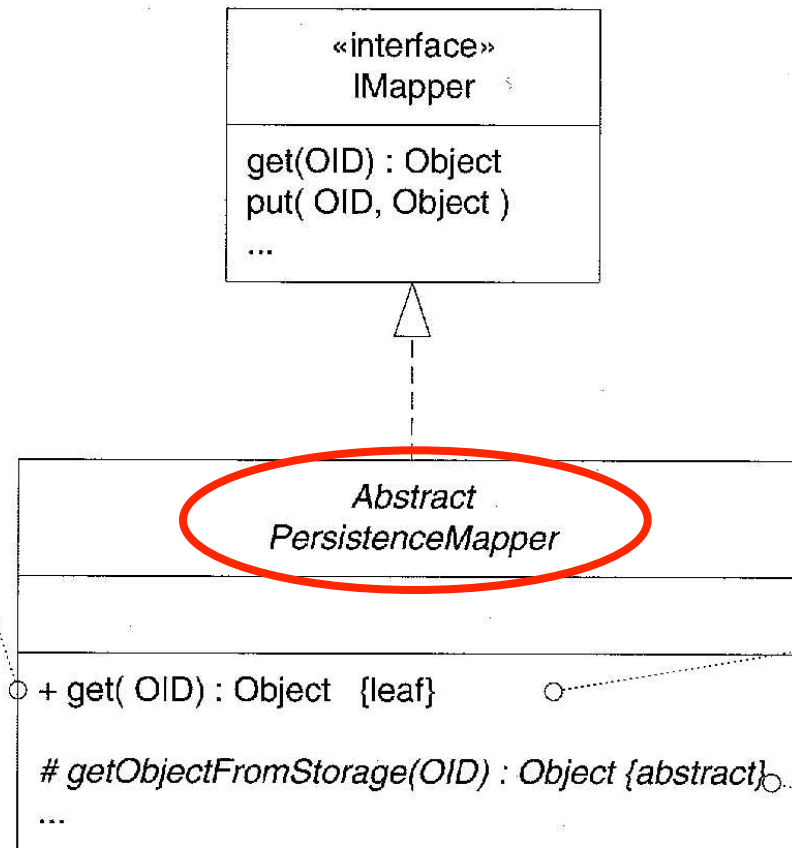 «interface»
IMapper
get(OID) : Object
put( OID, Object )
...
Abstract
PersistenceMapper
+ get( OID) : Object {leaf}
# getObjectFromStorage(OID) : Object {abstract}
...